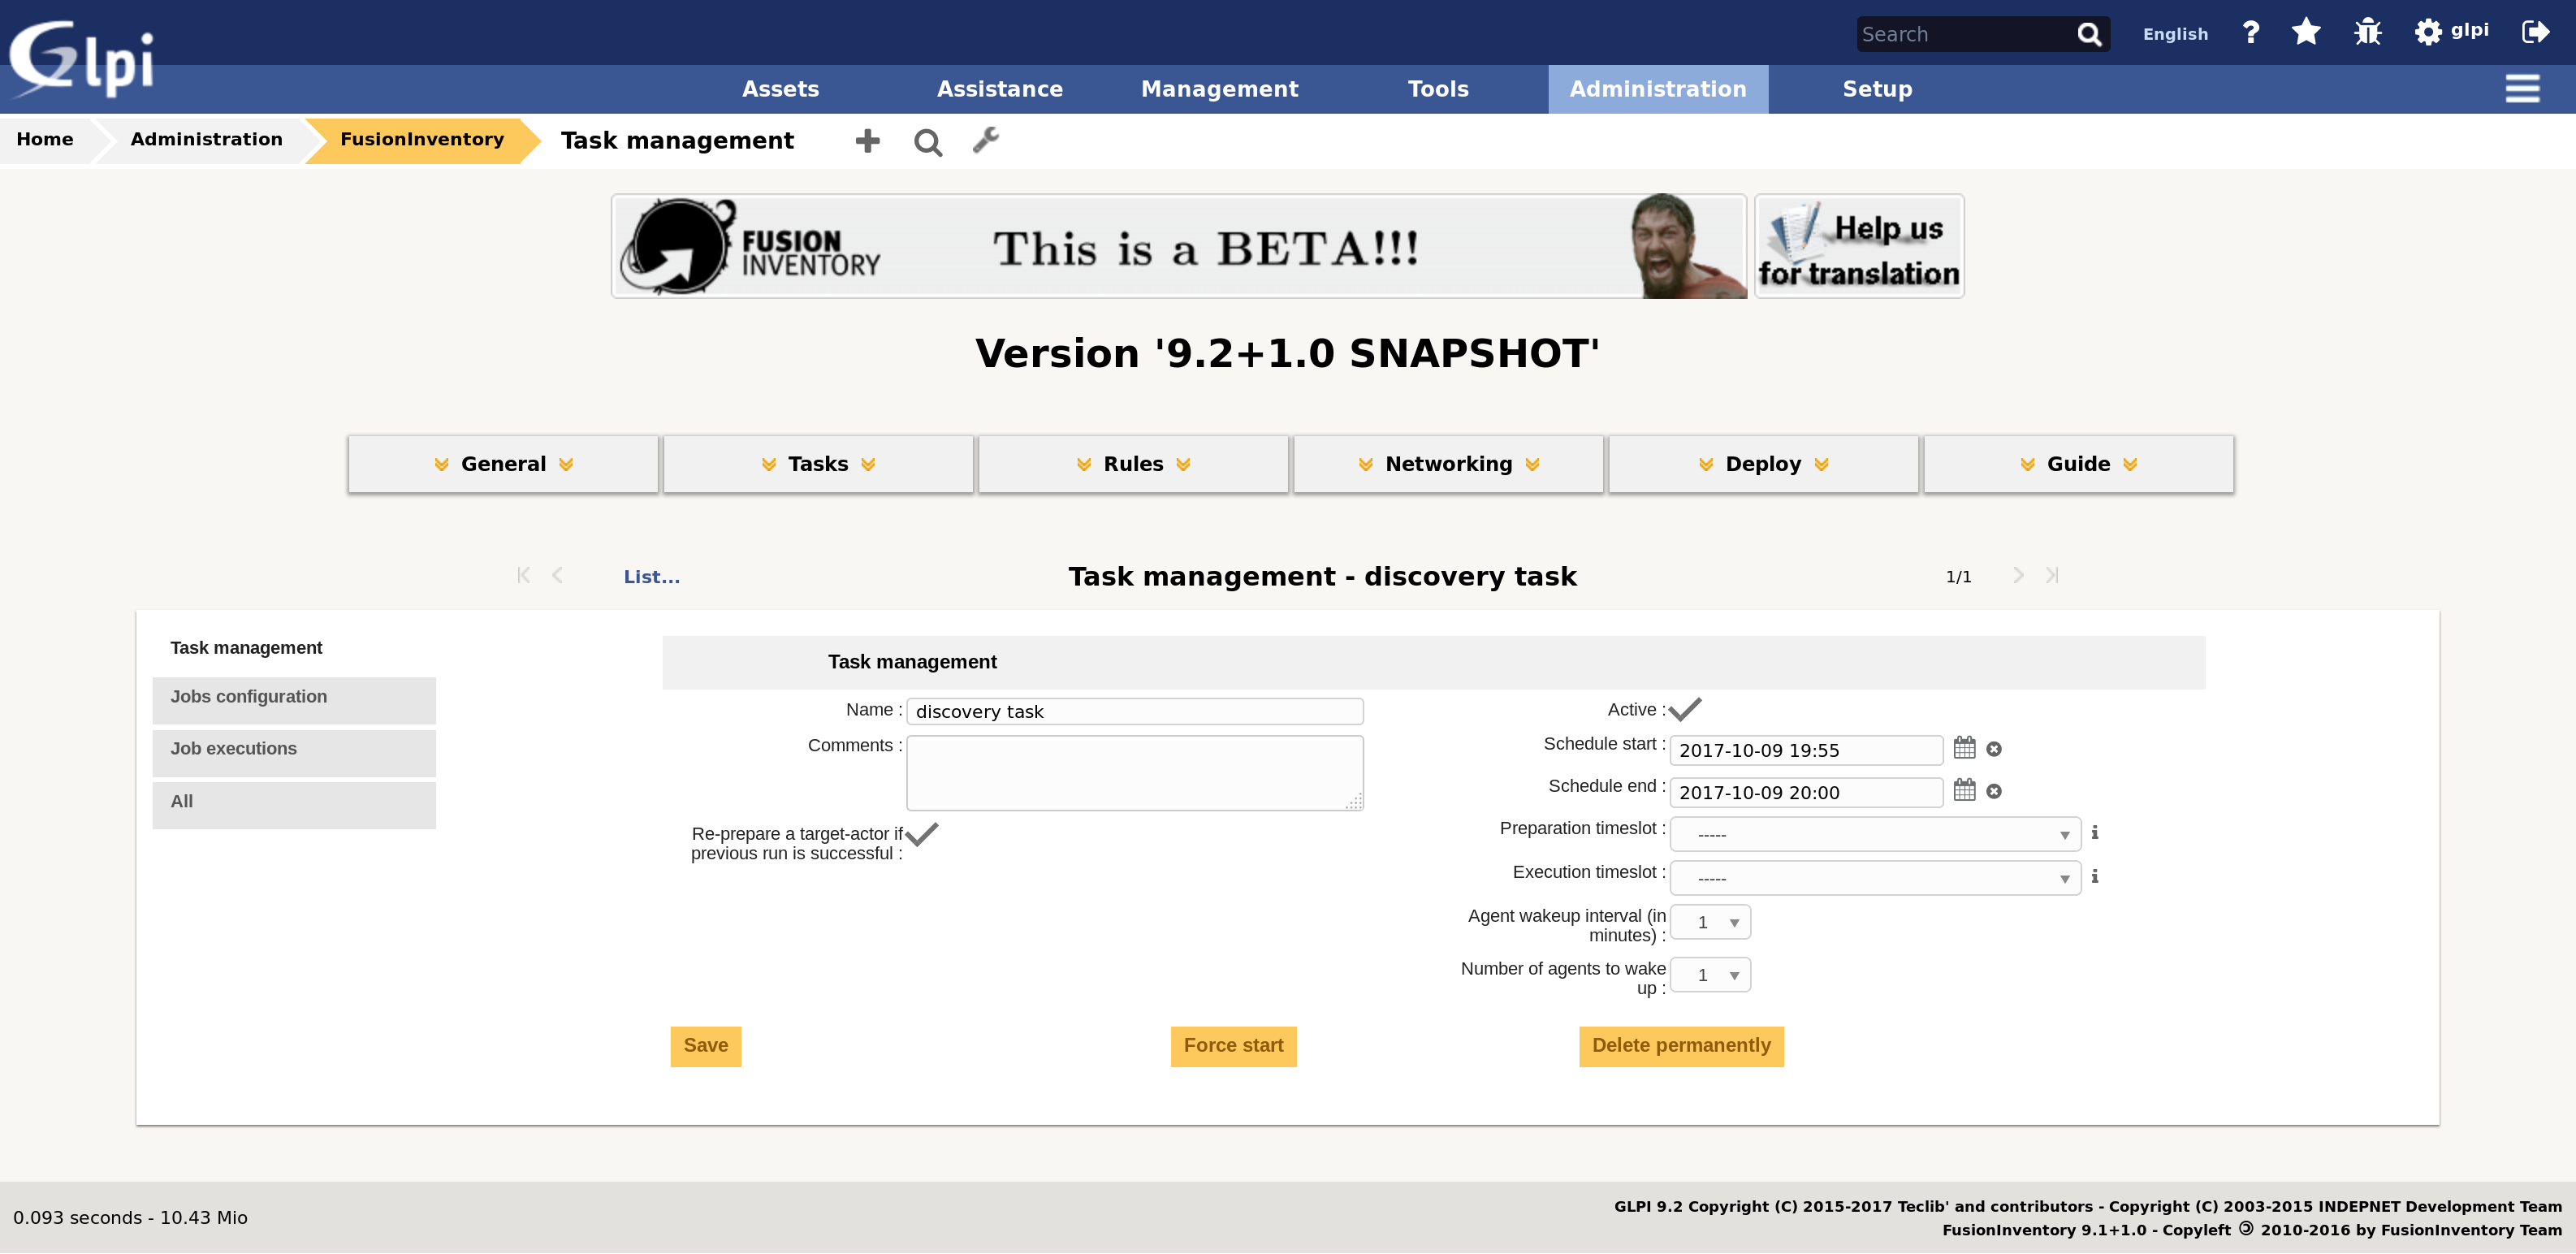 Glpi
Search
English
?
glpi
Assets
Assistance
Management
Tools
Administration
Setup
Home
Administration
FusionInventory
Task management
FUSION
INVENTORY
This is a BETA!!!
Help us
for translation
Version '9.2+1.0 SNAPSHOT'
General
Tasks
Rules
Networking
Deploy
Guide
List...
Task management - discovery task
1/1
Task management
Jobs configuration
Job executions
All
Task management
Name : discovery task
Active :
Comments :
Schedule start : 2017-10-09 19:55
Schedule end : 2017-10-09 20:00
Re-prepare a target-actor if
previous run is successful :
Preparation timeslot : -----
Execution timeslot : -----
Agent wakeup interval (in
minutes) : 1
Number of agents to wake
up : 1
Save
Force start
Delete permanently
0.093 seconds - 10.43 Mio
GLPI 9.2 Copyright (C) 2015-2017 Teclib' and contributors - Copyright (C) 2003-2015 INDEPNET Development Team
FusionInventory 9.1+1.0 - Copyleft 🄯 2010-2016 by FusionInventory Team